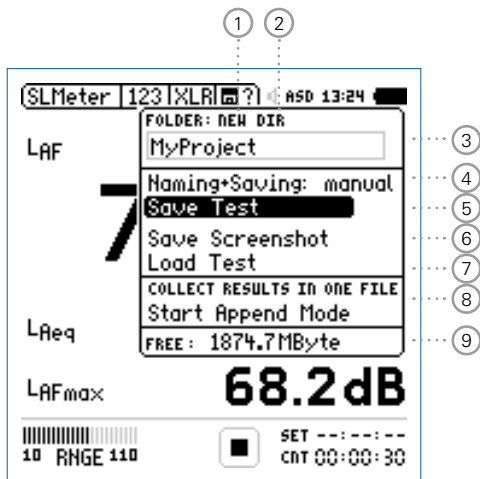 1 2
SLMeter 123 XLR ? ASD 13:24
FOLDER: NEW DIR
3
MyProject
LAF
Naming+Saving: manual
4
7
Save Test
5
Save Screenshot
6
Load Test
7
COLLECT RESULTS IN ONE FILE
8
Start Append Mode
LAeq
FREE: 1874.7MByte
9
LAFmax 68.2dB
SET --:--:--
10 RNGE 110 CNT 00:00:30